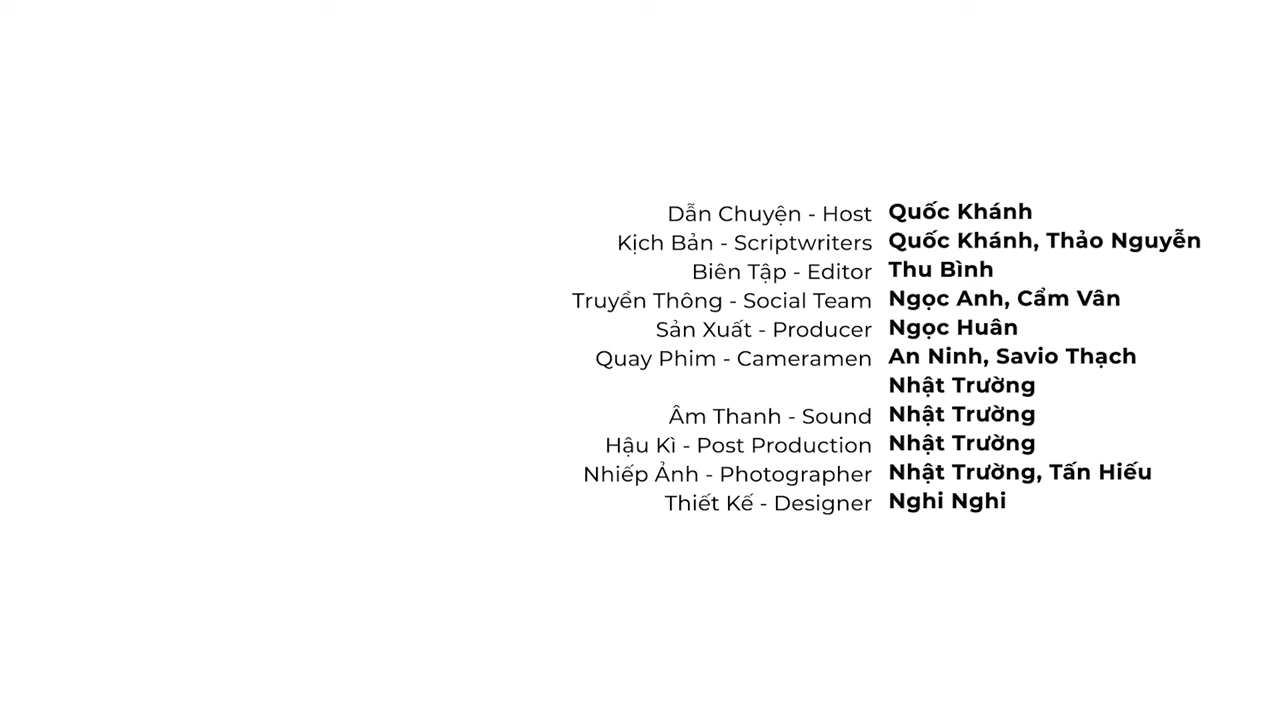 Dẫn Chuyện - Host Quốc Khánh
Kịch Bản - Scriptwriters Quốc Khánh, Thảo Nguyễn
Biên Tập - Editor Thu Bình
Truyền Thông - Social Team Ngọc Anh, Cẩm Vân
Sản Xuất - Producer Ngọc Huân
Quay Phim - Cameramen An Ninh, Savio Thạch
Nhật Trường
Âm Thanh - Sound Nhật Trường
Hậu Kì - Post Production Nhật Trường
Nhiếp Ảnh - Photographer Nhật Trường, Tấn Hiếu
Thiết Kế - Designer Nghi Nghi